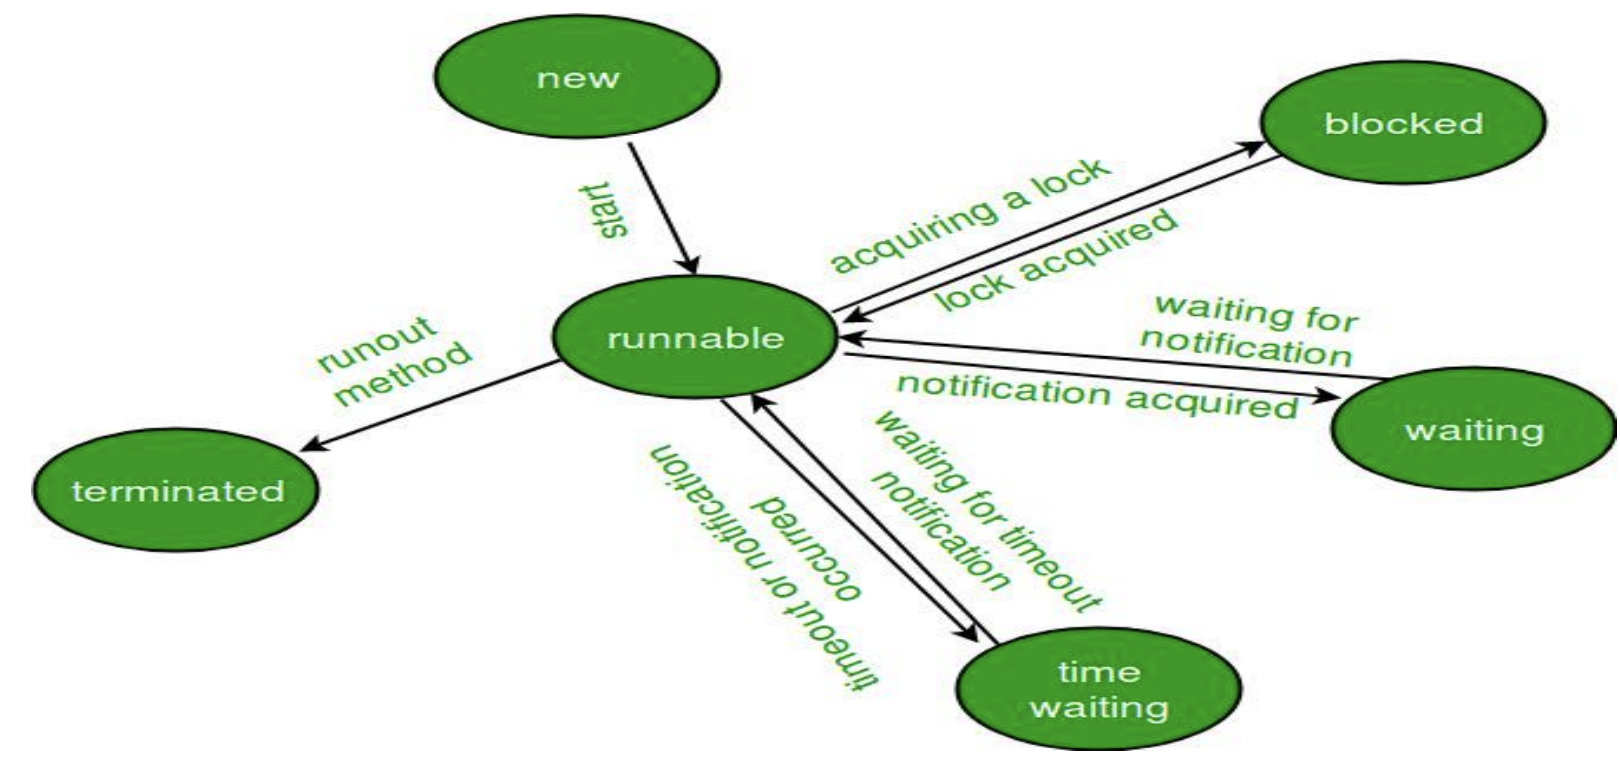 new
blocked
start
acquiring a lock
lock acquired
runnable
waiting for
notification
notification acquired
waiting
runout
method
terminated
waiting for timeout
notification
timeout or notification
occurred
time
waiting